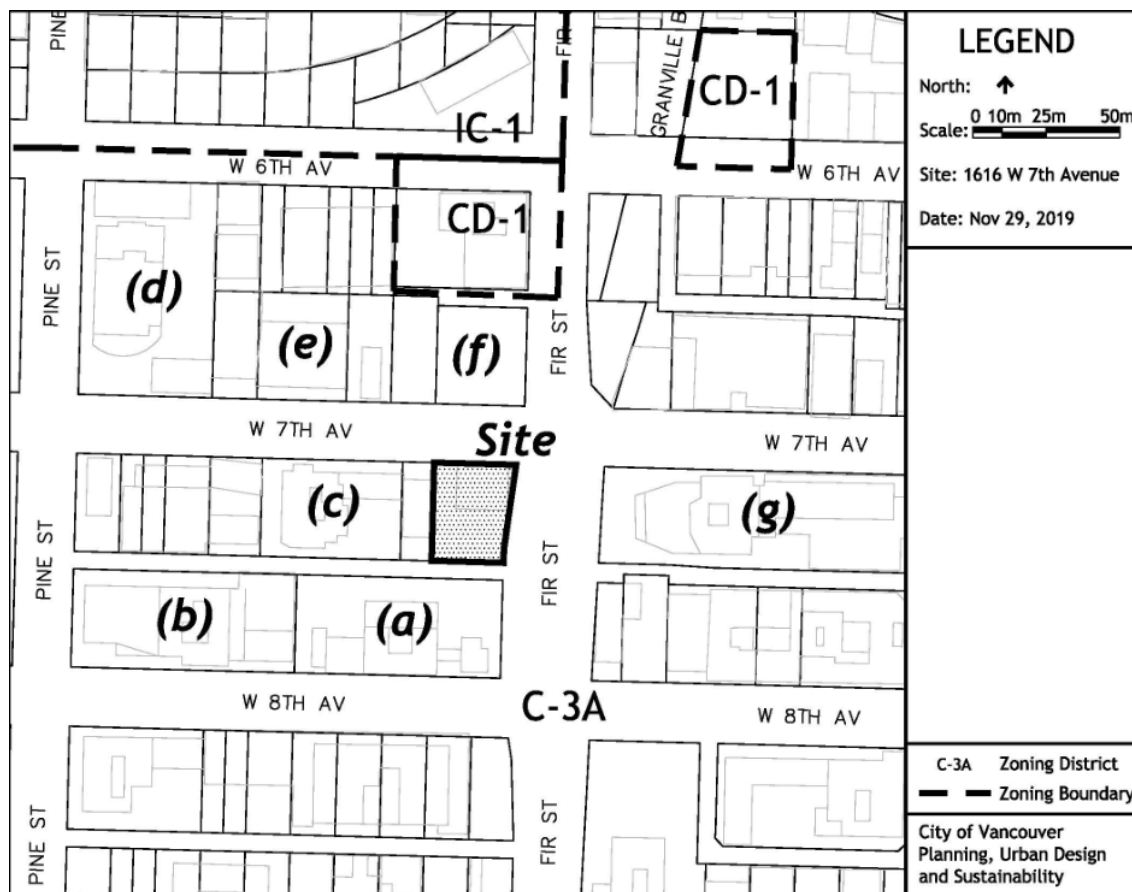 PINE ST
FIR
GRANVILLE B
CD-1
IC-1
W 6TH AV
W 6TH AV
CD-1
PINE ST
(d)
(e)
(f)
FIR ST
W 7TH AV
Site
W 7TH AV
(c)
(g)
PINE ST
FIR ST
(b)
(a)
W 8TH AV
C-3A
W 8TH AV
PINE ST
FIR ST
LEGEND
North:
Scale: 0 10m 25m 50m
Site: 1616 W 7th Avenue
Date: Nov 29, 2019
C-3A Zoning District
Zoning Boundary
City of Vancouver
Planning, Urban Design
and Sustainability